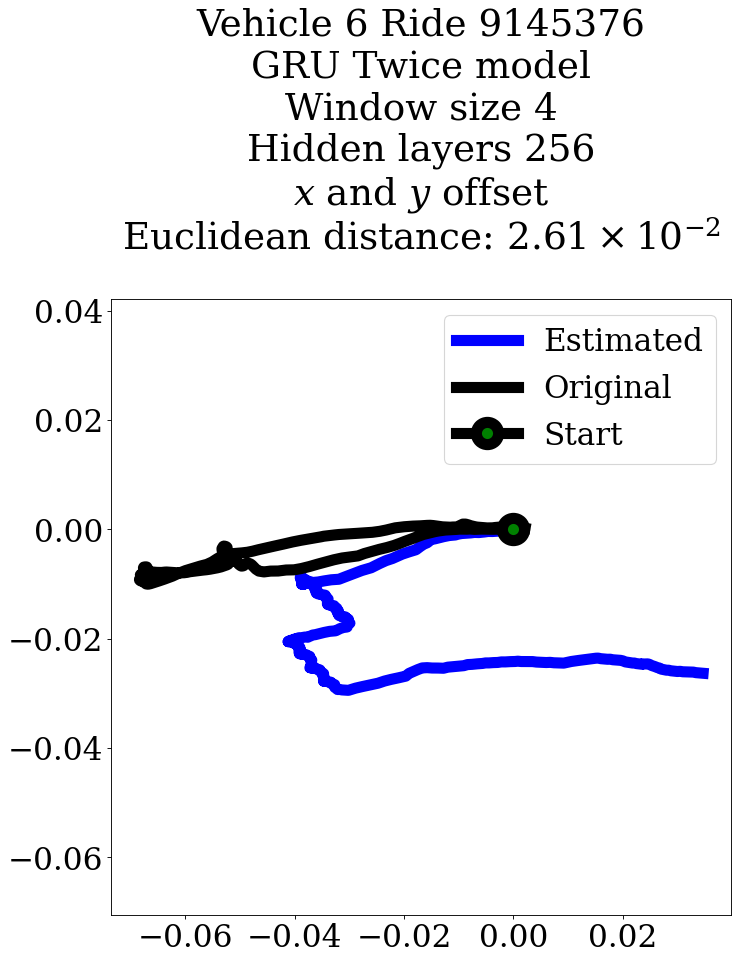 Vehicle 6 Ride 9145376
GRU Twice model
Window size 4
Hidden layers 256
x and y offset
Euclidean distance: 2.61 × 10⁻²
Estimated
Original
Start
0.04
0.02
0.00
−0.02
−0.04
−0.06
−0.06 −0.04 −0.02 0.00 0.02